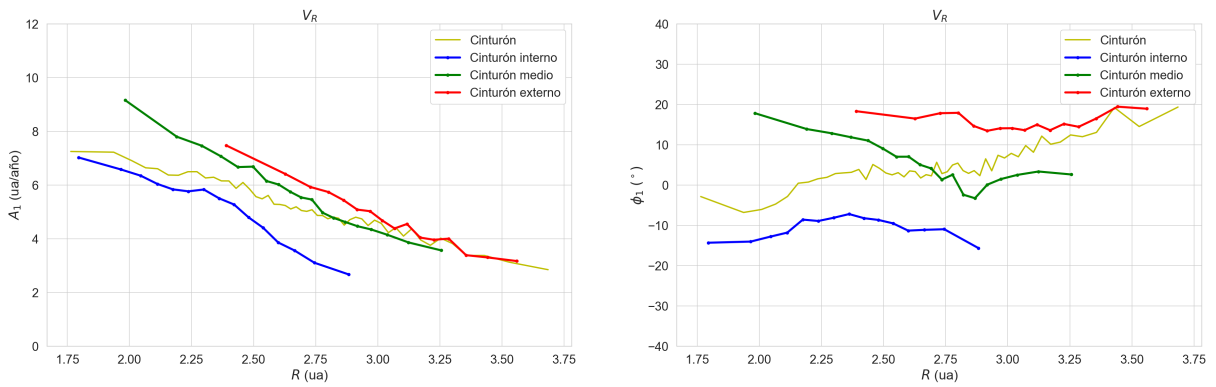 V_R
12
10
8
6
4
2
0
A_1 (ua/año)
Cinturón
Cinturón interno
Cinturón medio
Cinturón externo
1.75 2.00 2.25 2.50 2.75 3.00 3.25 3.50 3.75
R (ua)
V_R
40
30
20
10
0
−10
−20
−30
−40
ϕ_1 (°)
Cinturón
Cinturón interno
Cinturón medio
Cinturón externo
1.75 2.00 2.25 2.50 2.75 3.00 3.25 3.50 3.75
R (ua)